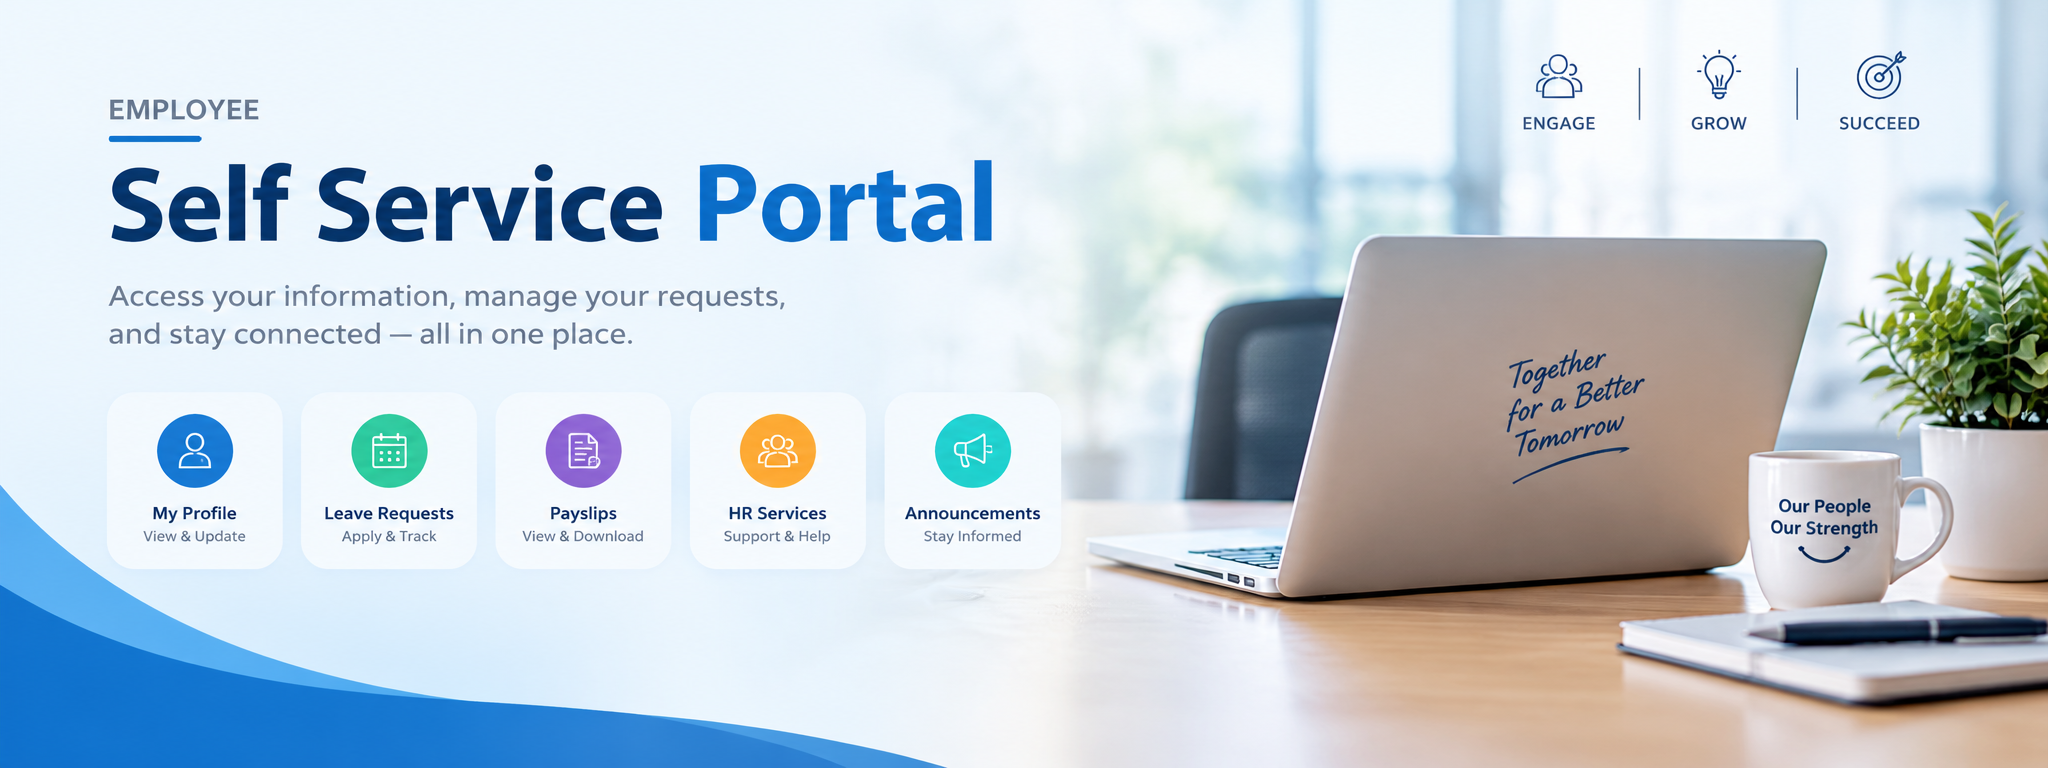 EMPLOYEE
Self Service Portal
Access your information, manage your requests,
and stay connected — all in one place.
My Profile
View & Update
Leave Requests
Apply & Track
Payslips
View & Download
HR Services
Support & Help
Announcements
Stay Informed
ENGAGE
GROW
SUCCEED
Together
for a Better
Tomorrow
Our People
Our Strength